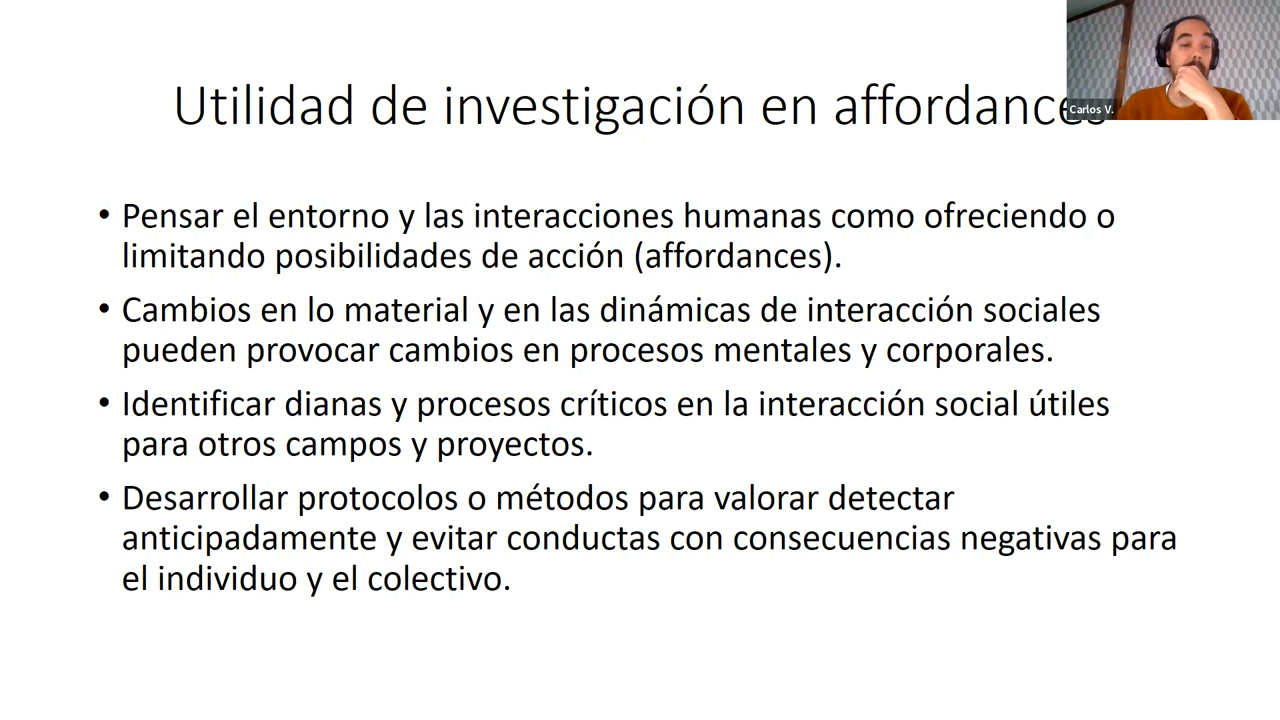 Utilidad de investigación en affordances
Carlos V.
• Pensar el entorno y las interacciones humanas como ofreciendo o
limitando posibilidades de acción (affordances).
• Cambios en lo material y en las dinámicas de interacción sociales
pueden provocar cambios en procesos mentales y corporales.
• Identificar dianas y procesos críticos en la interacción social útiles
para otros campos y proyectos.
• Desarrollar protocolos o métodos para valorar detectar
anticipadamente y evitar conductas con consecuencias negativas para
el individuo y el colectivo.